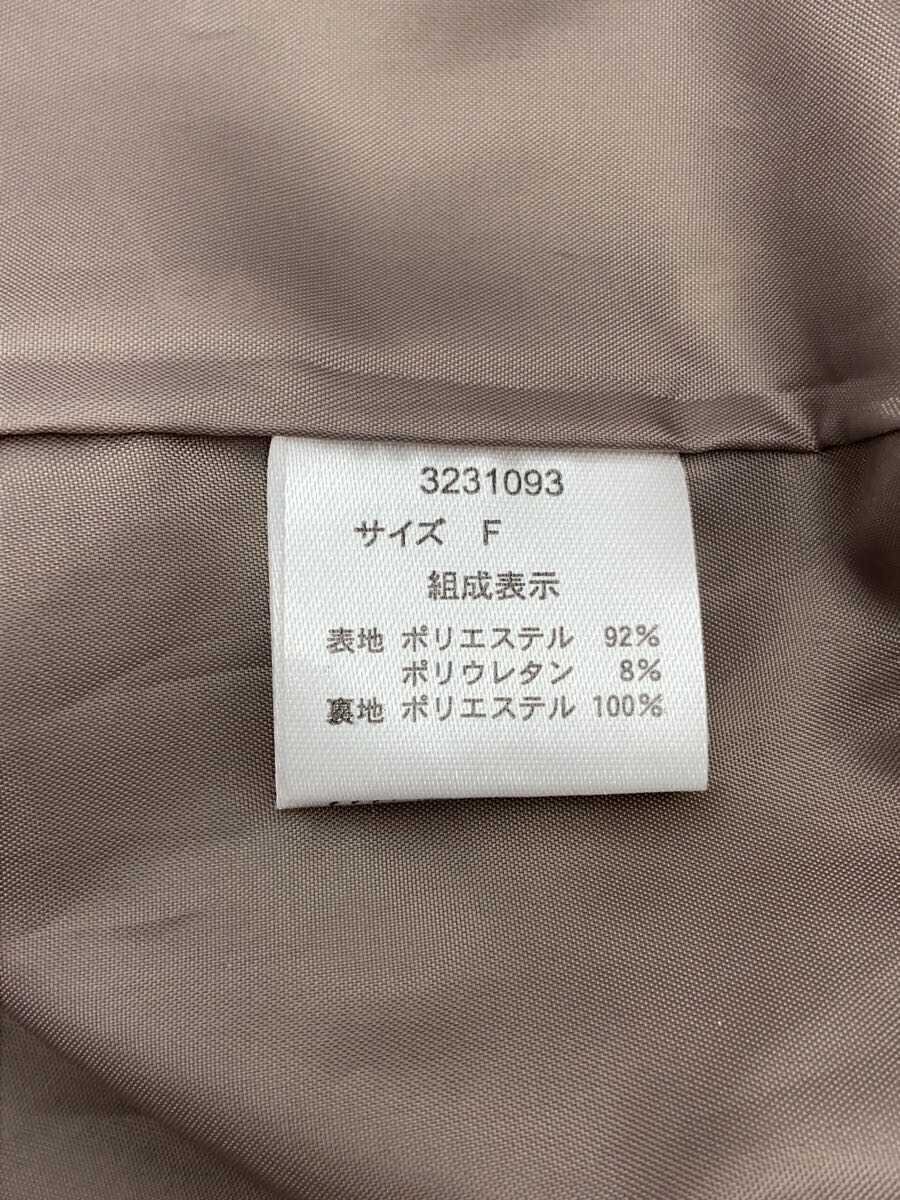 3231093
サイズ F
組成表示
表地 ポリエステル 92%
ポリウレタン 8%
裏地 ポリエステル 100%